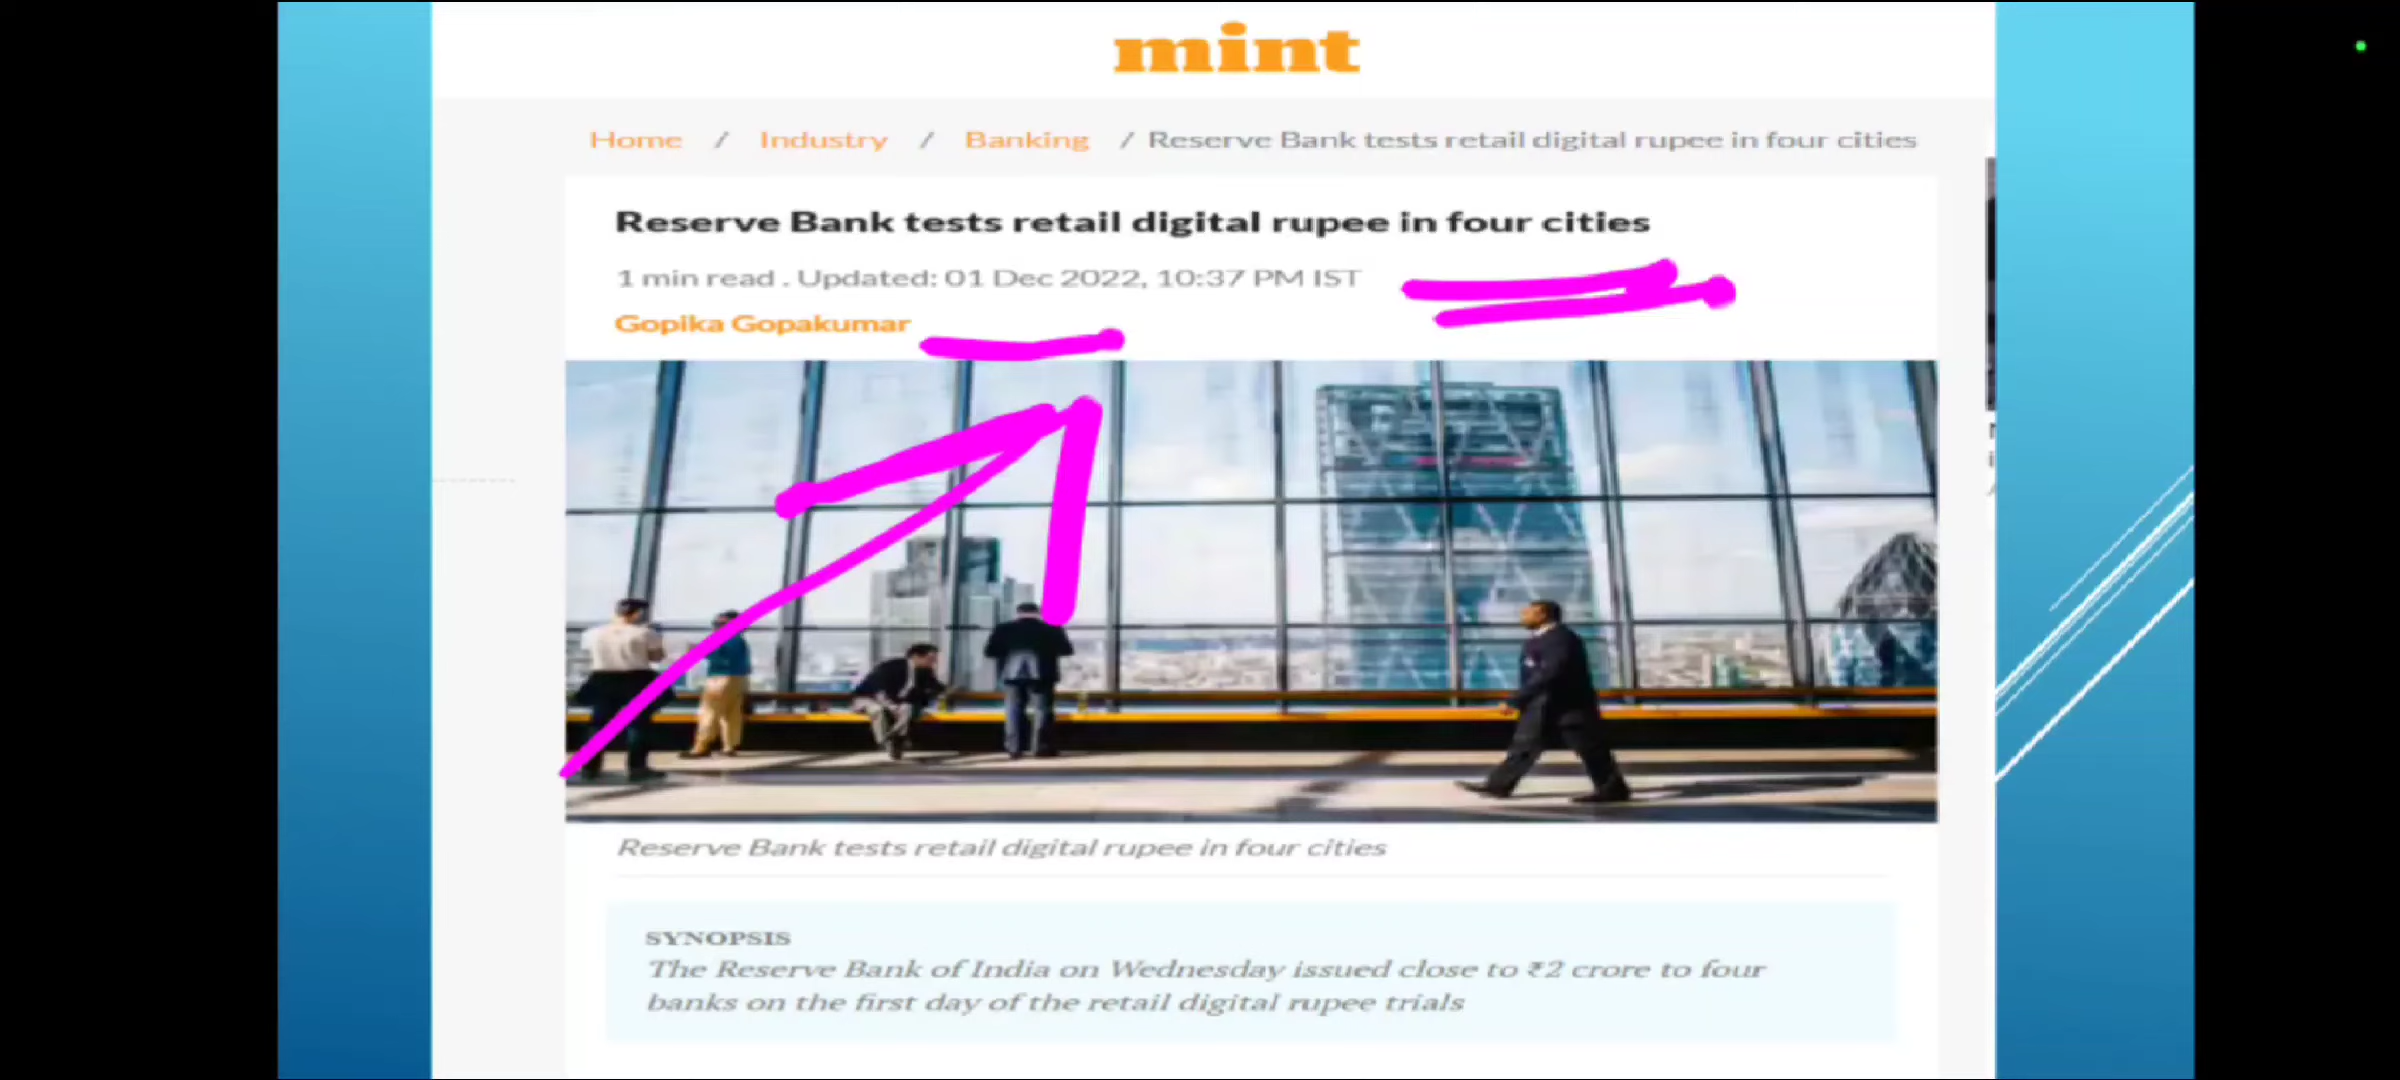 mint
Home / Industry / Banking / Reserve Bank tests retail digital rupee in four cities
Reserve Bank tests retail digital rupee in four cities
1 min read . Updated: 01 Dec 2022, 10:37 PM IST
Gopika Gopakumar
Reserve Bank tests retail digital rupee in four cities
SYNOPSIS
The Reserve Bank of India on Wednesday issued close to ₹2 crore to four
banks on the first day of the retail digital rupee trials